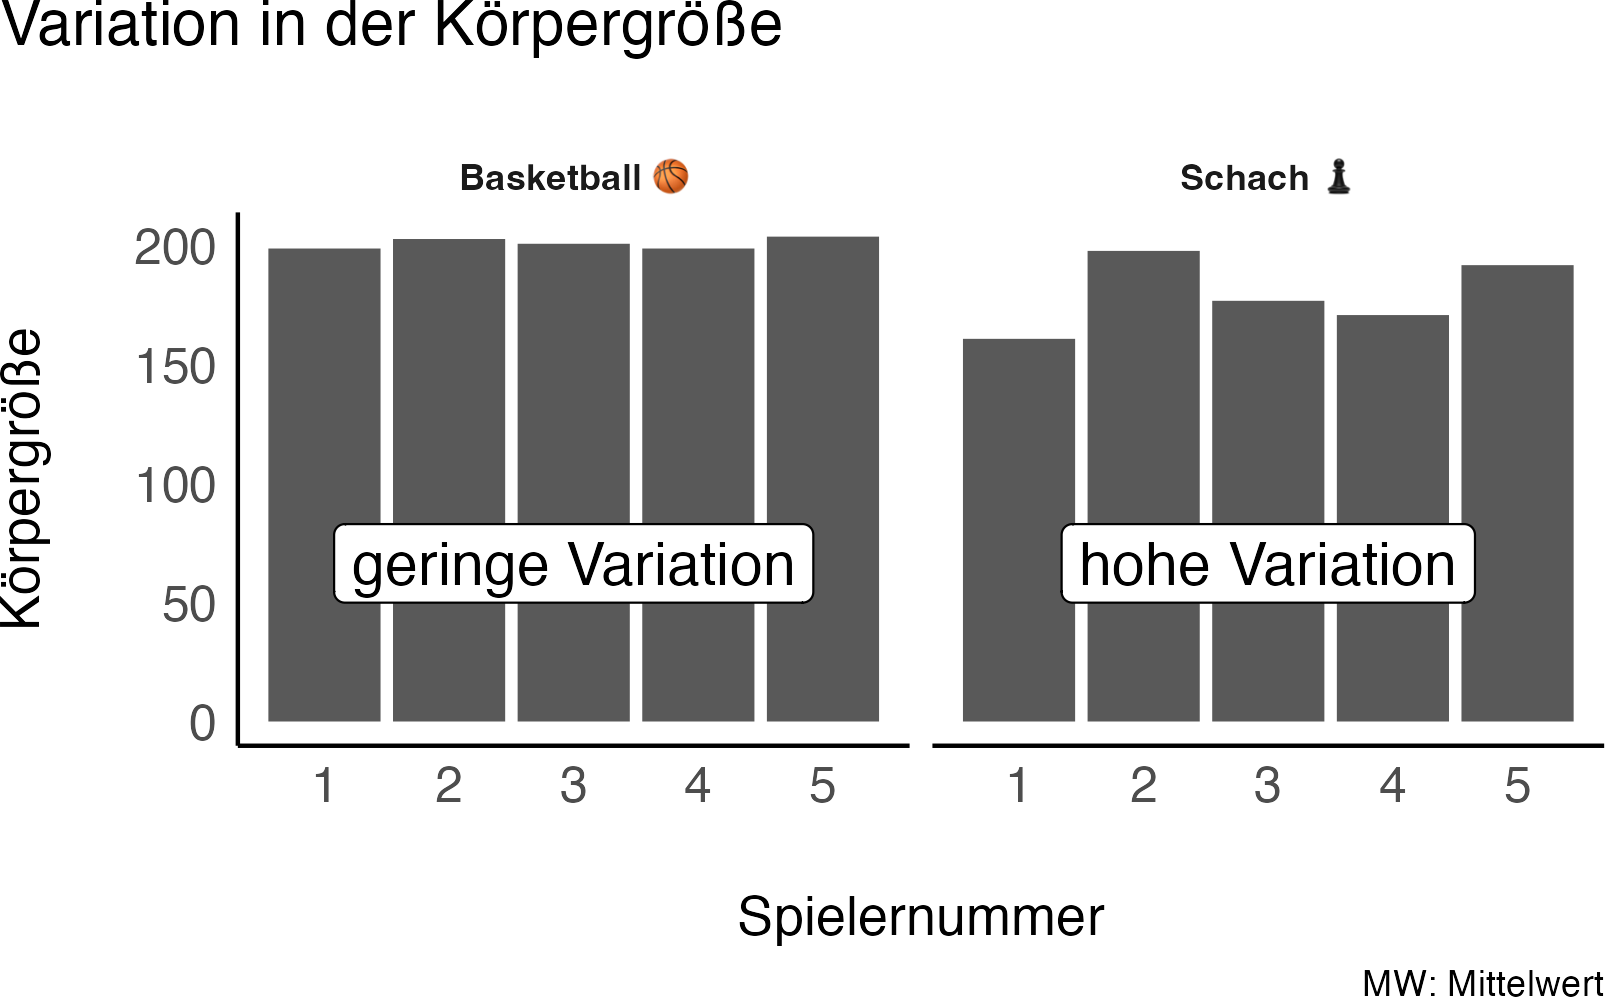 Variation in der Körpergröße
Basketball 🏀
Schach ♟
Körpergröße
200
150
100
50
0
geringe Variation
hohe Variation
1 2 3 4 5
1 2 3 4 5
Spielernummer
MW: Mittelwert